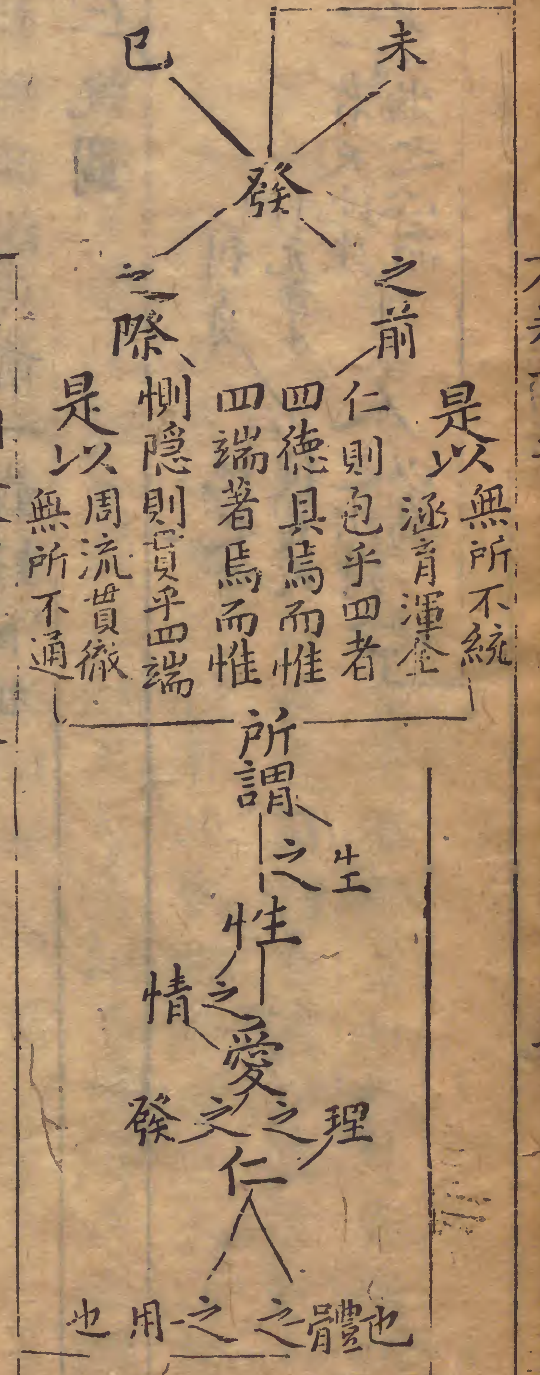 未
已
發
之前
之際
四德具焉而惟
仁則包乎四者
是以
涵育渾全
無所不統
四端著焉而惟
惻隠則貫乎四端
是以
周流貫徹
無所不通
所謂
生之
性
之情
愛
之理
之發
仁
之體也
之用也